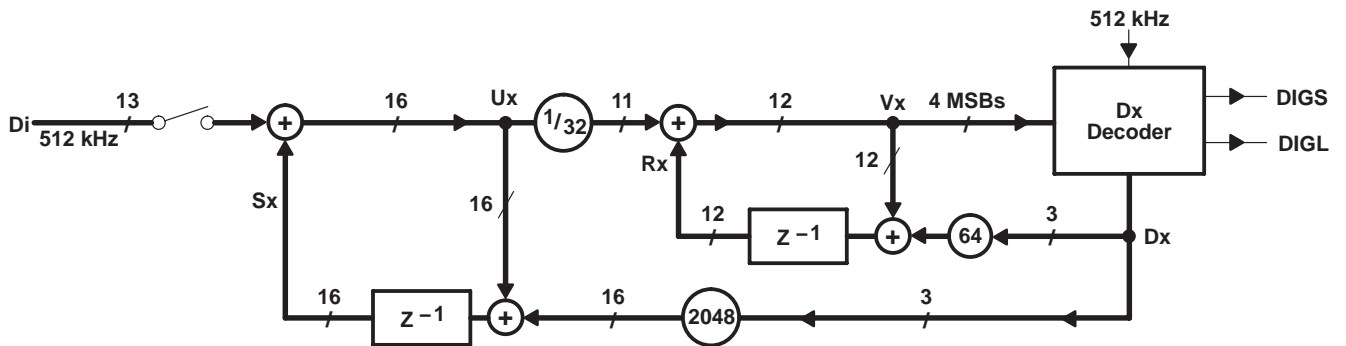 512 kHz
13
16
Ux
1/32
11
12
Vx
4 MSBs
DIGS
Di
512 kHz
+
+
Dx
Decoder
DIGL
Rx
12
Sx
16
12
Z –1
+
64
3
Dx
16
Z –1
+
16
2048
3